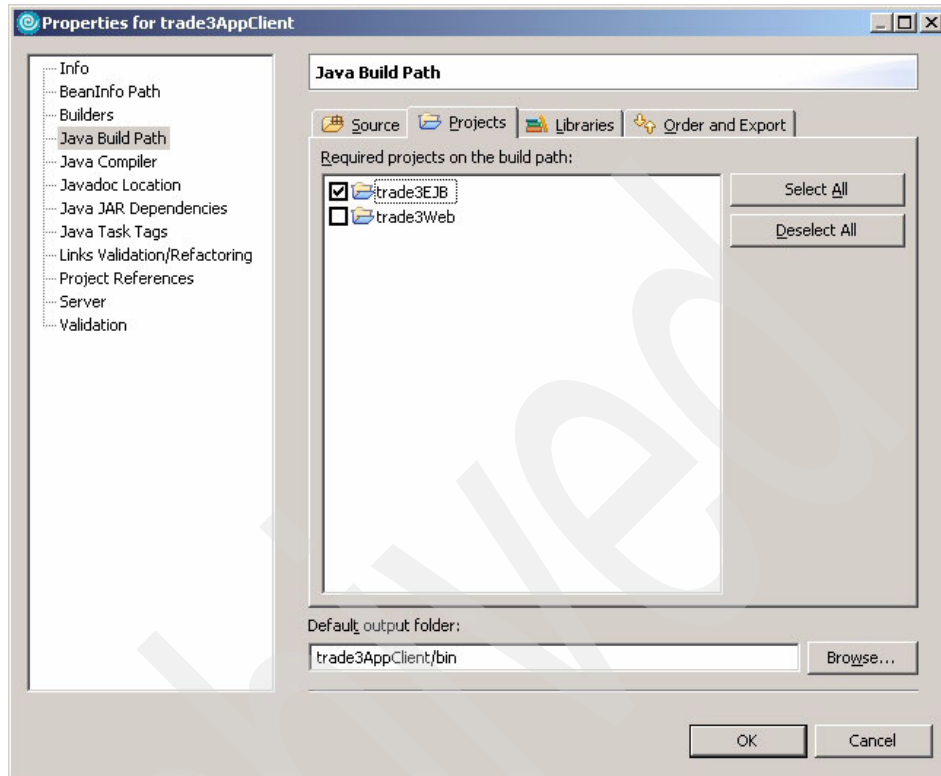 Properties for trade3AppClient
Info
BeanInfo Path
Builders
Java Build Path
Java Compiler
Javadoc Location
Java JAR Dependencies
Java Task Tags
Links Validation/Refactoring
Project References
Server
Validation
Java Build Path
Source Projects Libraries Order and Export
Required projects on the build path:
trade3EJB
trade3Web
Select All
Deselect All
Default output folder:
trade3AppClient/bin
Browse...
OK Cancel